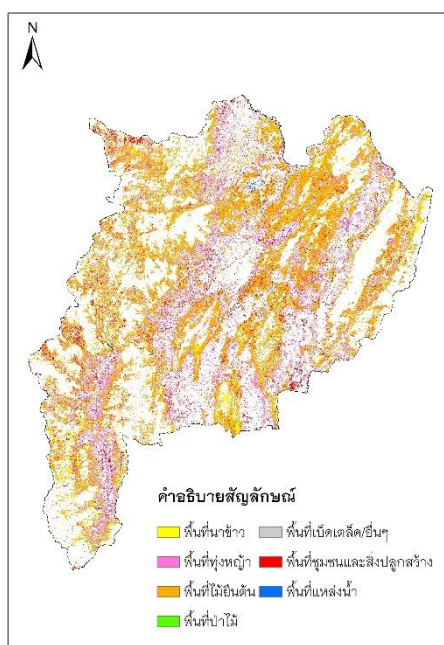 N
คำอธิบายสัญลักษณ์
พื้นที่นาข้าว
พื้นที่เบ็ดเตล็ด/อื่นๆ
พื้นที่ทุ่งหญ้า
พื้นที่ชุมชนและสิ่งปลูกสร้าง
พื้นที่ไม้ยืนต้น
พื้นที่แหล่งน้ำ
พื้นที่ป่าไม้